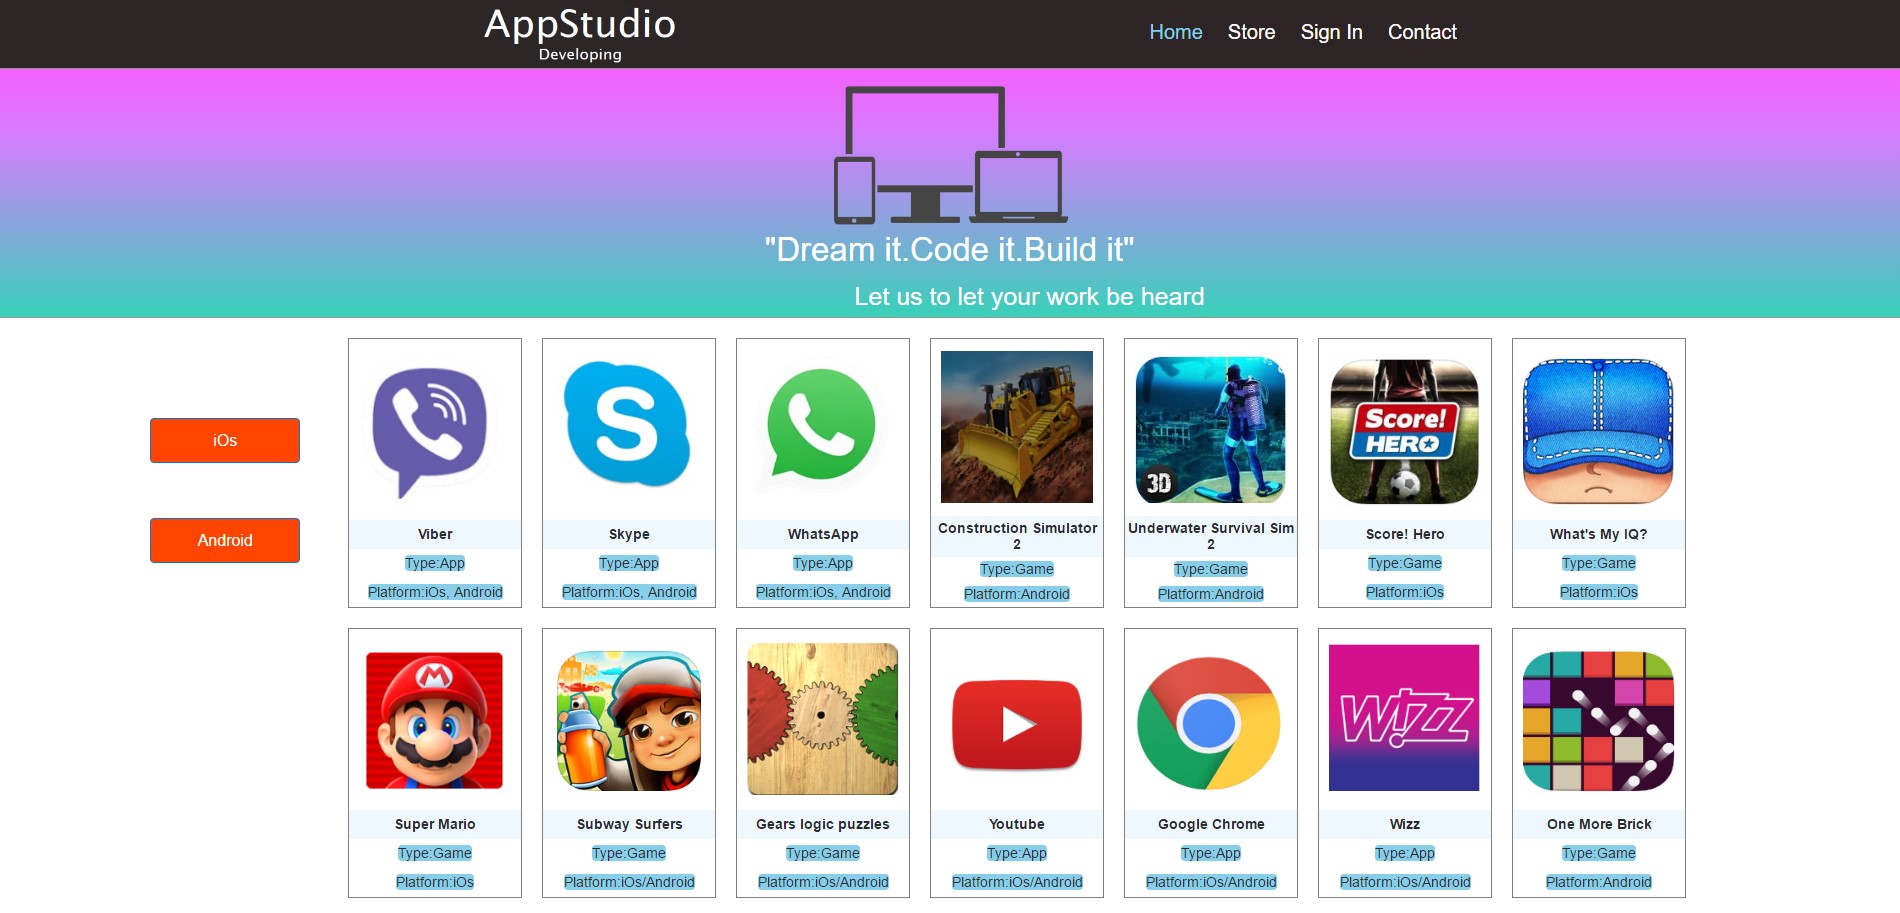 AppStudio
Developing
Home Store Sign In Contact
"Dream it.Code it.Build it"
Let us to let your work be heard
iOs
Android
Viber
Type:App
Platform:iOs, Android
Skype
Type:App
Platform:iOs, Android
WhatsApp
Type:App
Platform:iOs, Android
Construction Simulator
2
Type:Game
Platform:Android
3D
Underwater Survival Sim
2
Type:Game
Platform:Android
Score!
HERO
Score! Hero
Type:Game
Platform:iOs
What's My IQ?
Type:Game
Platform:iOs
M
Super Mario
Type:Game
Platform:iOs
Subway Surfers
Type:Game
Platform:iOs/Android
Gears logic puzzles
Type:Game
Platform:iOs/Android
Youtube
Type:App
Platform:iOs/Android
Google Chrome
Type:App
Platform:iOs/Android
WIZZ
Wizz
Type:App
Platform:iOs/Android
One More Brick
Type:Game
Platform:Android